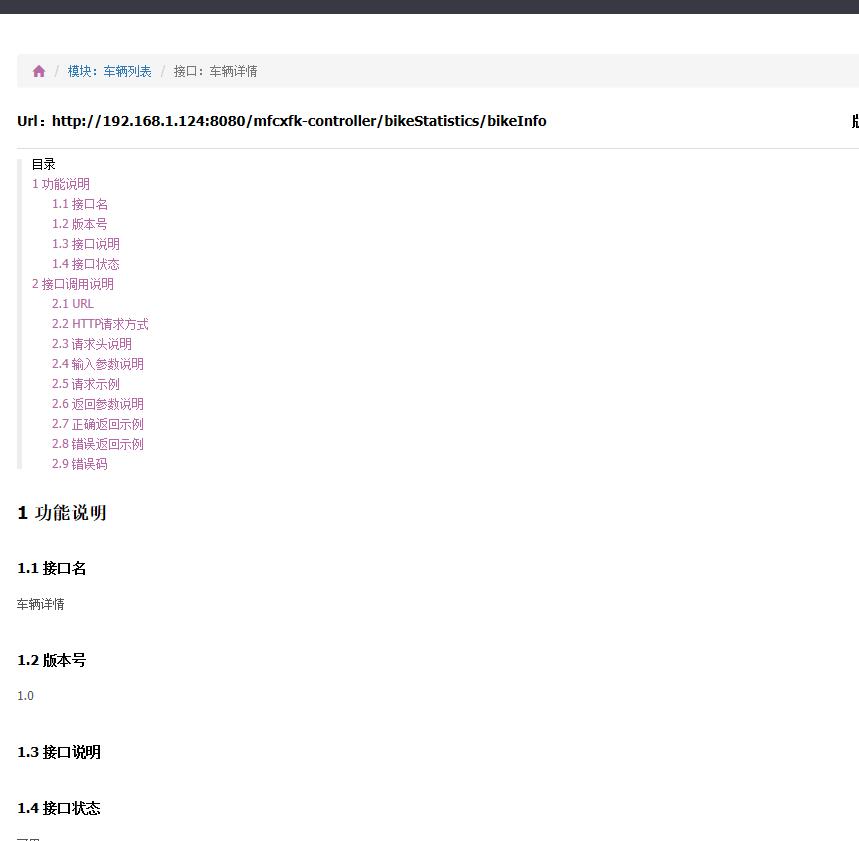 / 模块：车辆列表 / 接口：车辆详情
Url：http://192.168.1.124:8080/mfcxfk-controller/bikeStatistics/bikeInfo
目录
1 功能说明
1.1 接口名
1.2 版本号
1.3 接口说明
1.4 接口状态
2 接口调用说明
2.1 URL
2.2 HTTP请求方式
2.3 请求头说明
2.4 输入参数说明
2.5 请求示例
2.6 返回参数说明
2.7 正确返回示例
2.8 错误返回示例
2.9 错误码
1 功能说明
1.1 接口名
车辆详情
1.2 版本号
1.0
1.3 接口说明
1.4 接口状态